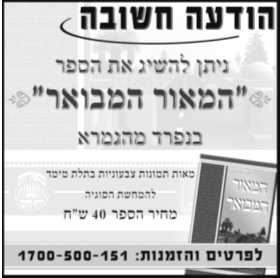 הודעה חשובה
ניתן להשיג את הספר
"המאור המבואר"
בנפרד מהגמרא
מאות תמונות צבעוניות בתלת מימד
להמחשת הסוגיה
מחיר הספר 40 ש"ח
המאור
המבואר
לפרטים והזמנות: 1700-500-151